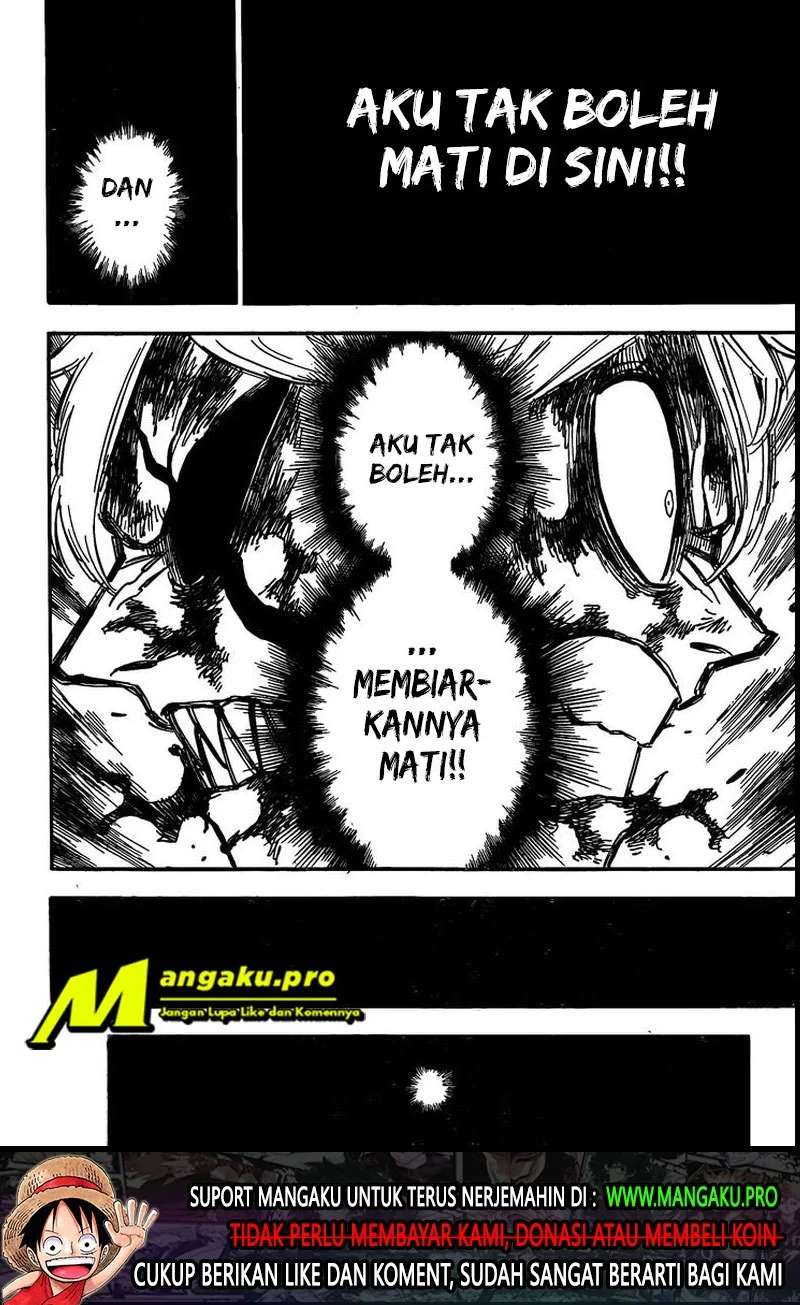 AKU TAK BOLEH
MATI DI SINI!!
DAN
...
AKU TAK
BOLEH...
...
MEMBIAR-
KANNYA
MATI!!
Mangaku.pro
Jangan Lupa Like dan Komennya
SUPORT MANGAKU UNTUK TERUS NERJEMAHIN DI : WWW.MANGAKU.PRO
TIDAK PERLU MEMBAYAR KAMI, DONASI ATAU MEMBELI KOIN
CUKUP BERIKAN LIKE DAN KOMENT, SUDAH SANGAT BERARTI BAGI KAMI